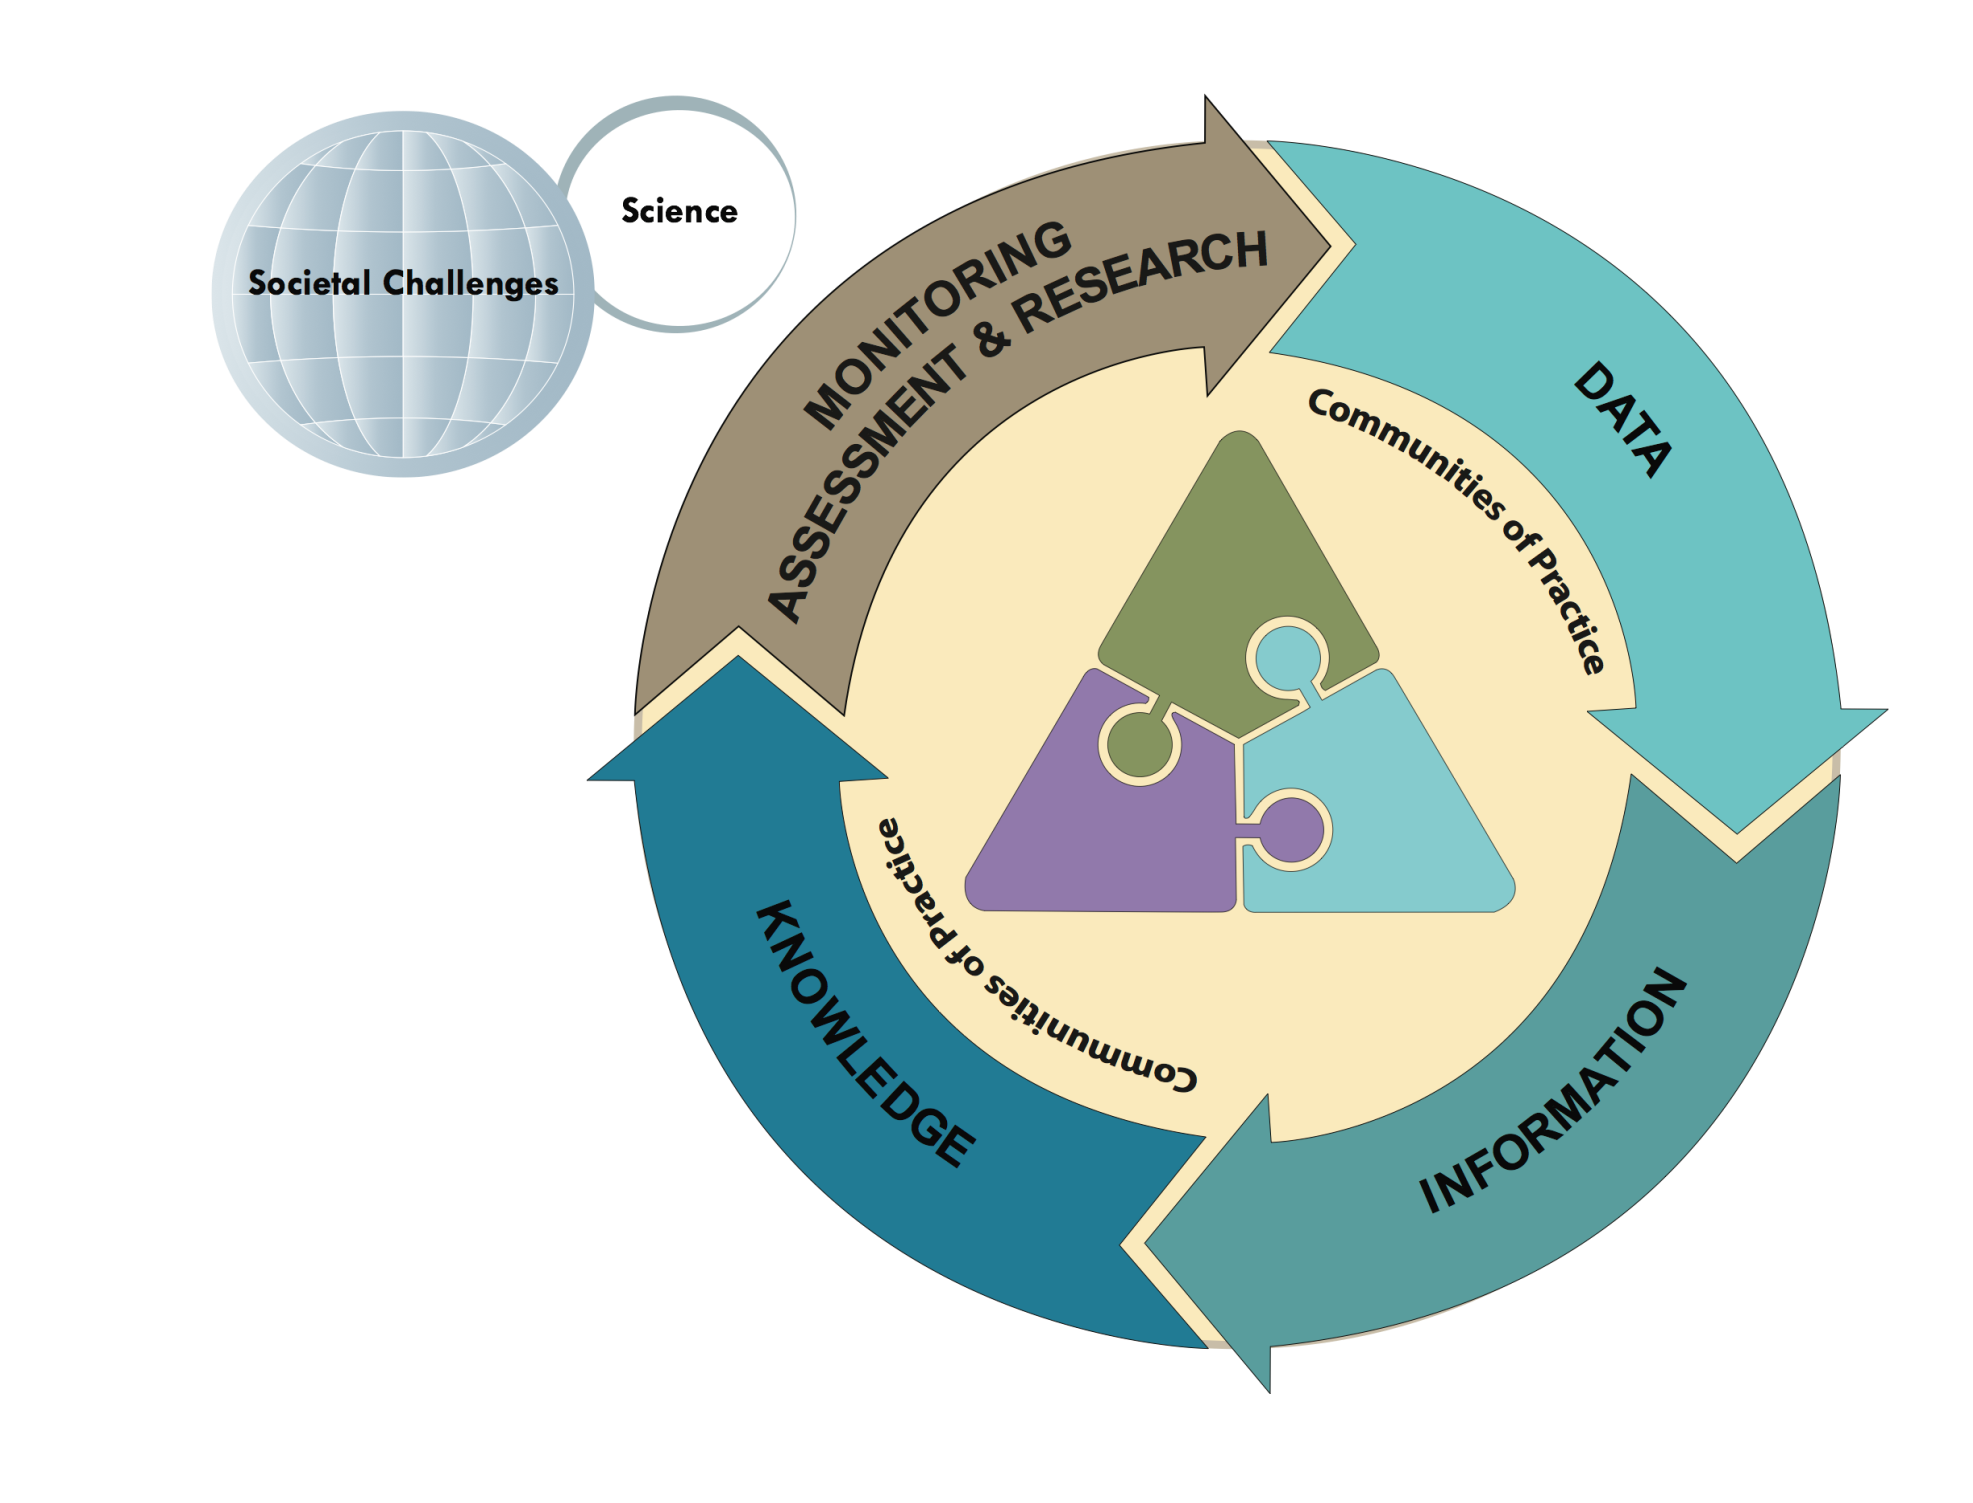 Science
Societal Challenges
MONITORING
ASSESSMENT & RESEARCH
DATA
Communities of Practice
INFORMATION
KNOWLEDGE
Communities of Practice